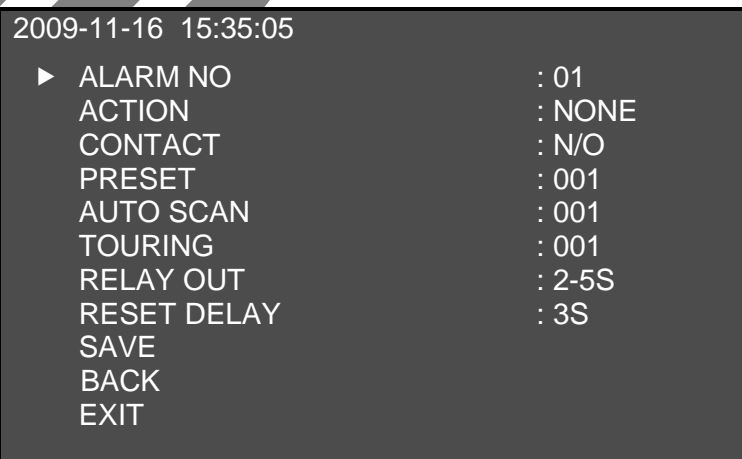 2009-11-16 15:35:05
▶ ALARM NO : 01
ACTION : NONE
CONTACT : N/O
PRESET : 001
AUTO SCAN : 001
TOURING : 001
RELAY OUT : 2-5S
RESET DELAY : 3S
SAVE
BACK
EXIT